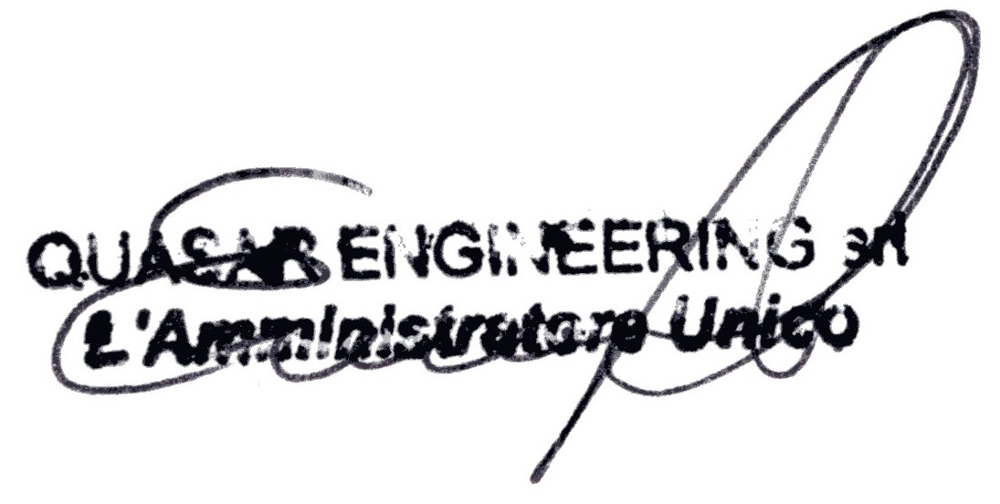 QUASAR ENGINEERING srl
L'Amministratore Unico